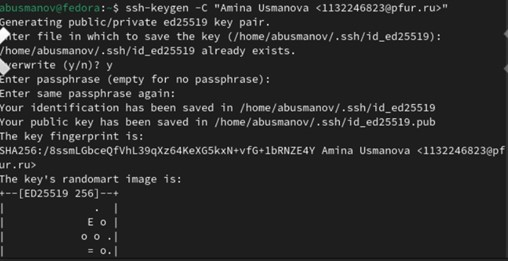 abusmanov@fedora:~$ ssh-keygen -C "Amina Usmanova <1132246823@pfur.ru>"
Generating public/private ed25519 key pair.
nter file in which to save the key (/home/abusmanov/.ssh/id_ed25519):
/home/abusmanov/.ssh/id_ed25519 already exists.
verwrite (y/n)? y
Enter passphrase (empty for no passphrase):
Enter same passphrase again:
Your identification has been saved in /home/abusmanov/.ssh/id_ed25519
Your public key has been saved in /home/abusmanov/.ssh/id_ed25519.pub
The key fingerprint is:
SHA256:/8ssmLGbceQfVhL39qXz64KeXG5kxN+vfG+1bRNZE4Y Amina Usmanova <1132246823@pf
ur.ru>
The key's randomart image is:
+--[ED25519 256]--+
|              .  |
|             E o |
|            o o .|
|             = o.|